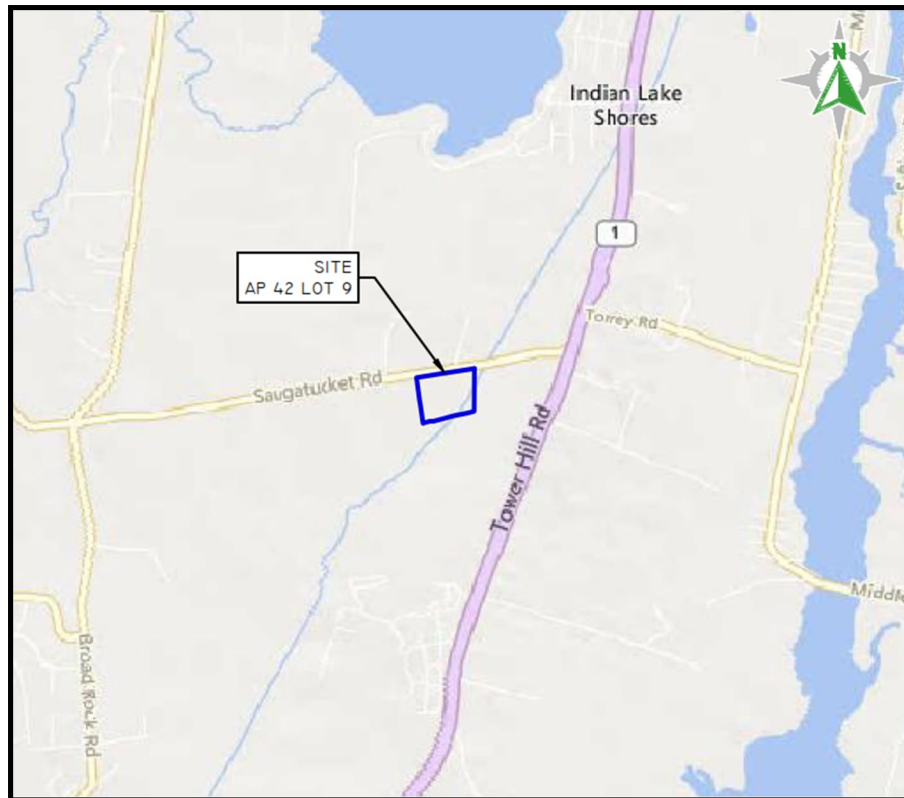 N
Indian Lake
Shores
1
SITE
AP 42 LOT 9
Torrey Rd
Saugatucket Rd
Tower Hill Rd
Middle
Broad Rock Rd